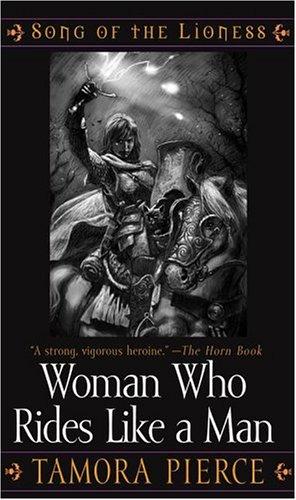 SONG OF THE LIONESS
"A strong, vigorous heroine." —The Horn Book
Woman Who
Rides Like a Man
TAMORA PIERCE